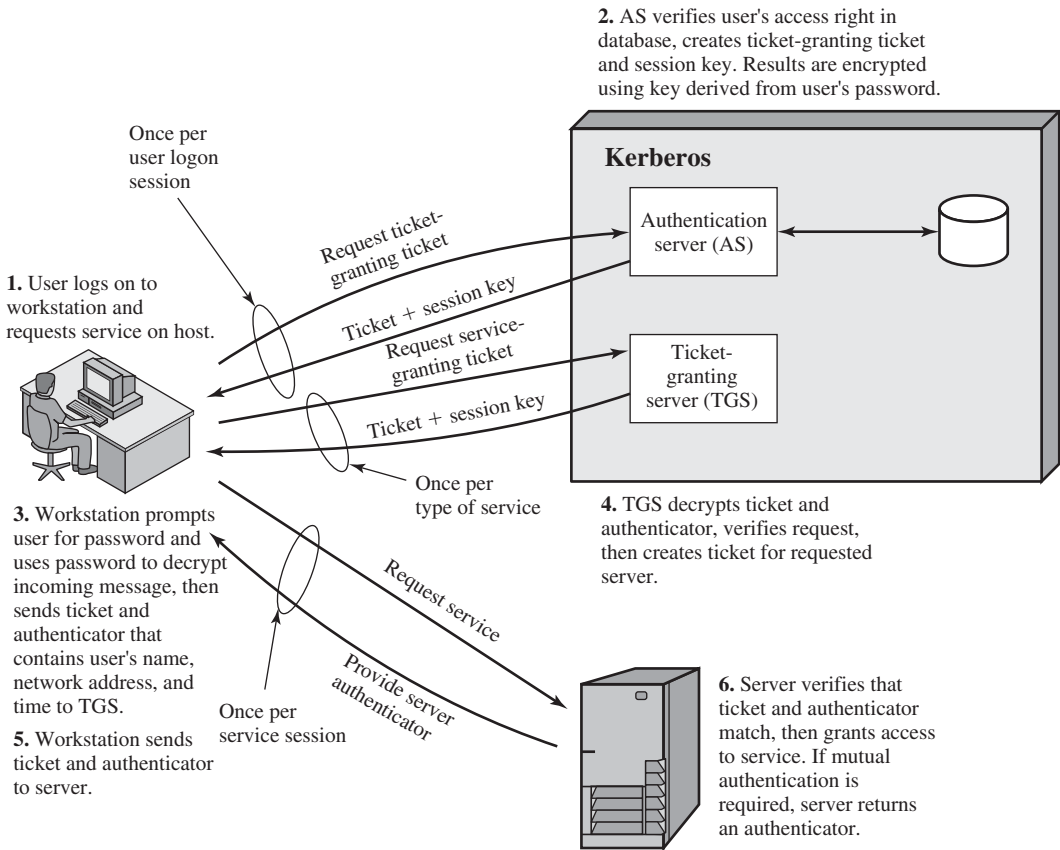 2. AS verifies user's access right in
database, creates ticket-granting ticket
and session key. Results are encrypted
using key derived from user's password.
Once per
user logon
session
Kerberos
Authentication
server (AS)
Request ticket-
granting ticket
1. User logs on to
workstation and
requests service on host.
Ticket + session key
Request service-
granting ticket
Ticket-
granting
server (TGS)
Ticket + session key
Once per
type of service
4. TGS decrypts ticket and
authenticator, verifies request,
then creates ticket for requested
server.
3. Workstation prompts
user for password and
uses password to decrypt
incoming message, then
sends ticket and
authenticator that
contains user's name,
network address, and
time to TGS.
Request service
Provide server
authenticator
Once per
service session
5. Workstation sends
ticket and authenticator
to server.
6. Server verifies that
ticket and authenticator
match, then grants access
to service. If mutual
authentication is
required, server returns
an authenticator.